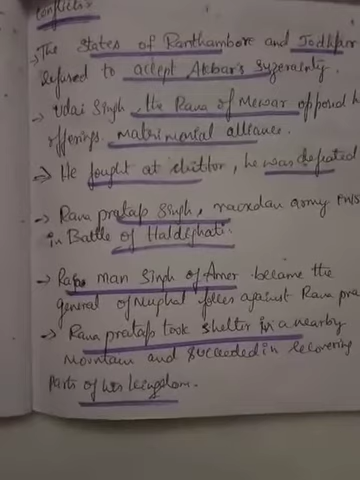 Conflicts :-
→ The States of Ranthambore and Jodhpur
refused to accept Akbar's suzerainty.
→ Udai Singh, the Rana of Mewar opposed
offerings matrimonial alliance.
→ He fought at chittor, he was defeated
→ Rana pratap Singh, army
in Battle of Haldighati.
→ Raja man Singh of Amer became the
general of Mughal forces against Rana pra
→ Rana pratap took shelter in a nearby
Mountain and succeeded in recovering
parts of his kingdom.